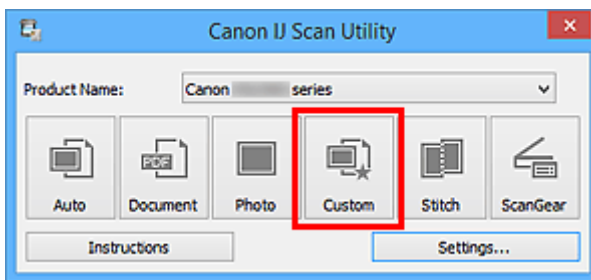 Canon IJ Scan Utility
Product Name: Canon series
PDF
Auto Document Photo Custom Stitch ScanGear
Instructions Settings...